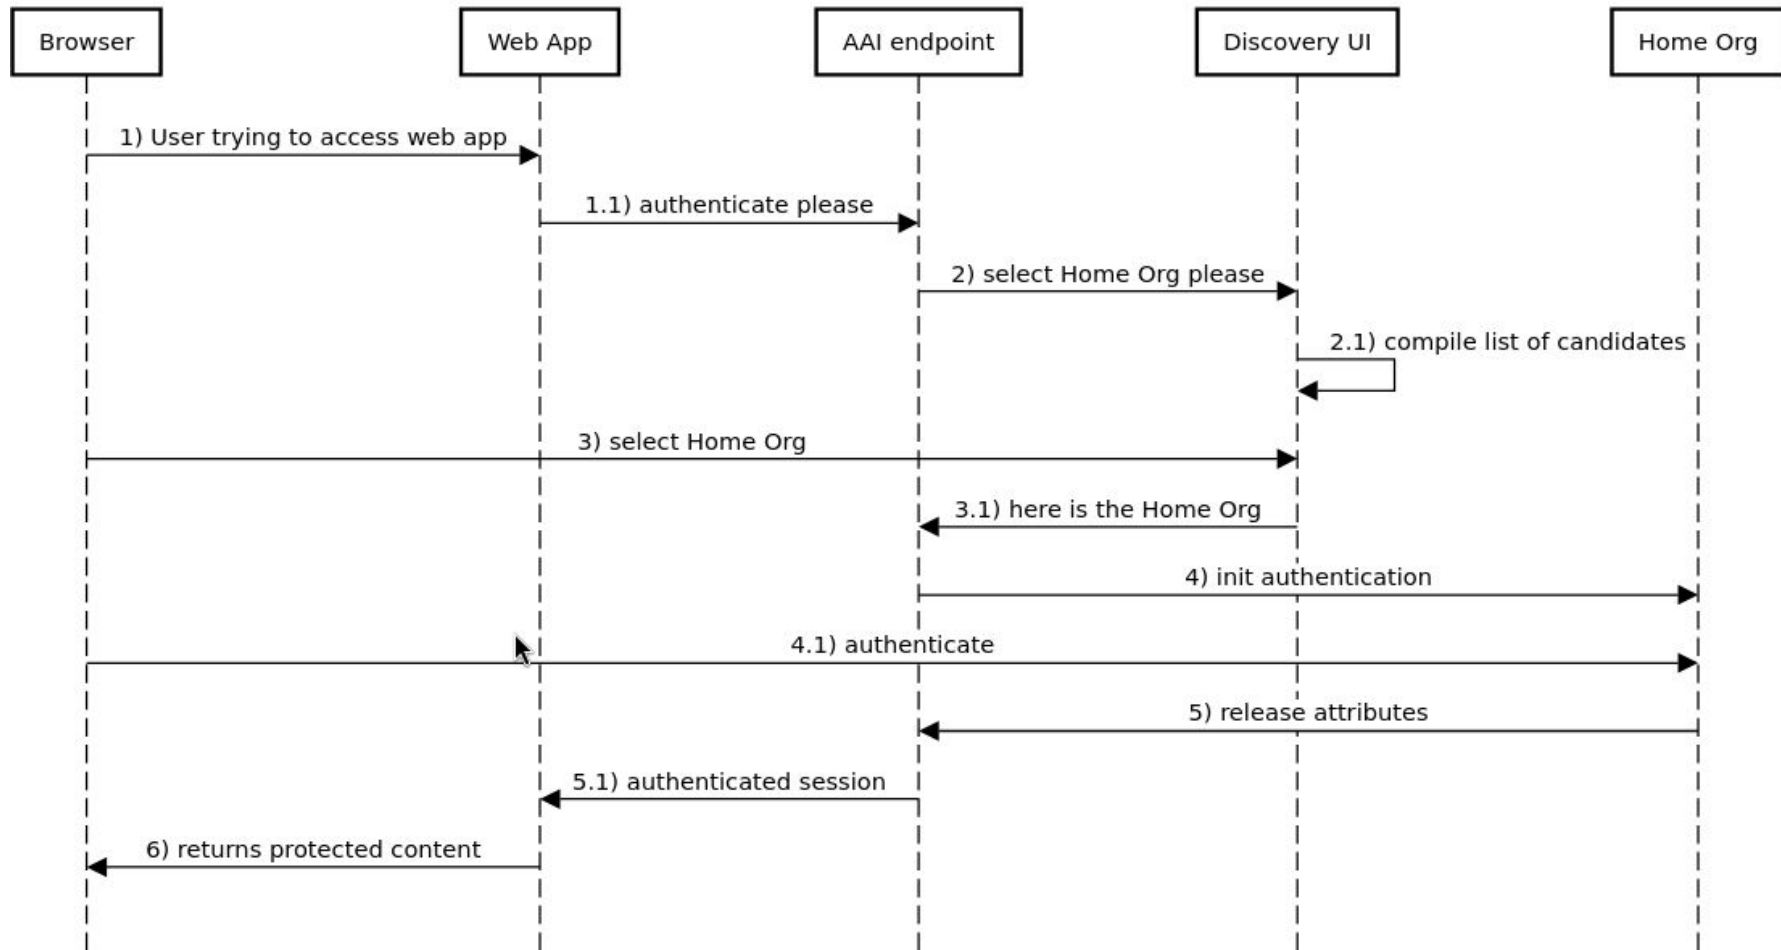 Browser
Web App
AAI endpoint
Discovery UI
Home Org
1) User trying to access web app
1.1) authenticate please
2) select Home Org please
2.1) compile list of candidates
3) select Home Org
3.1) here is the Home Org
4) init authentication
4.1) authenticate
5) release attributes
5.1) authenticated session
6) returns protected content